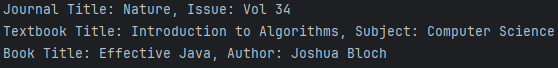 Journal Title: Nature, Issue: Vol 34
Textbook Title: Introduction to Algorithms, Subject: Computer Science
Book Title: Effective Java, Author: Joshua Bloch